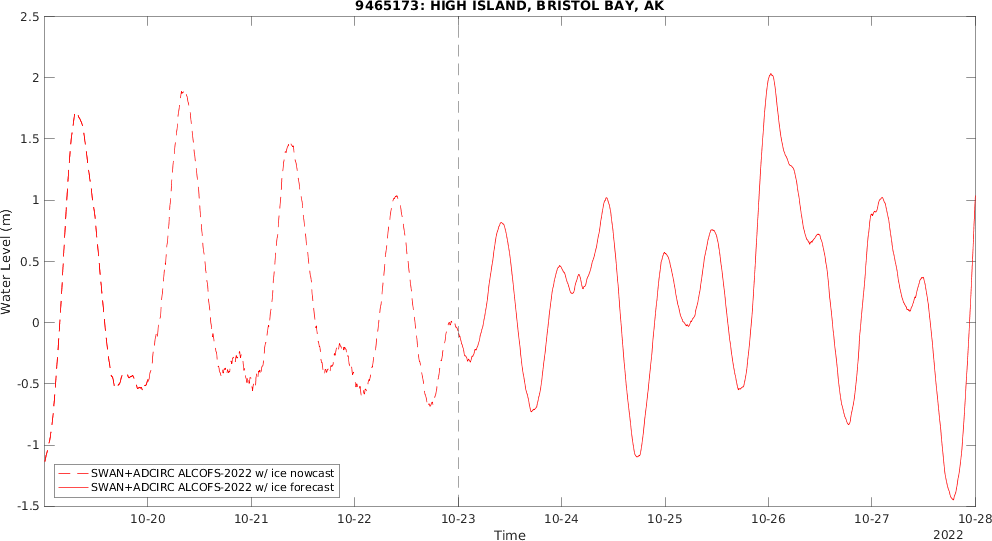 9465173: HIGH ISLAND, BRISTOL BAY, AK
2.5
2
1.5
1
0.5
0
-0.5
-1
-1.5
Water Level (m)
SWAN+ADCIRC ALCOFS-2022 w/ ice nowcast
SWAN+ADCIRC ALCOFS-2022 w/ ice forecast
10-20 10-21 10-22 10-23 10-24 10-25 10-26 10-27 10-28
Time
2022